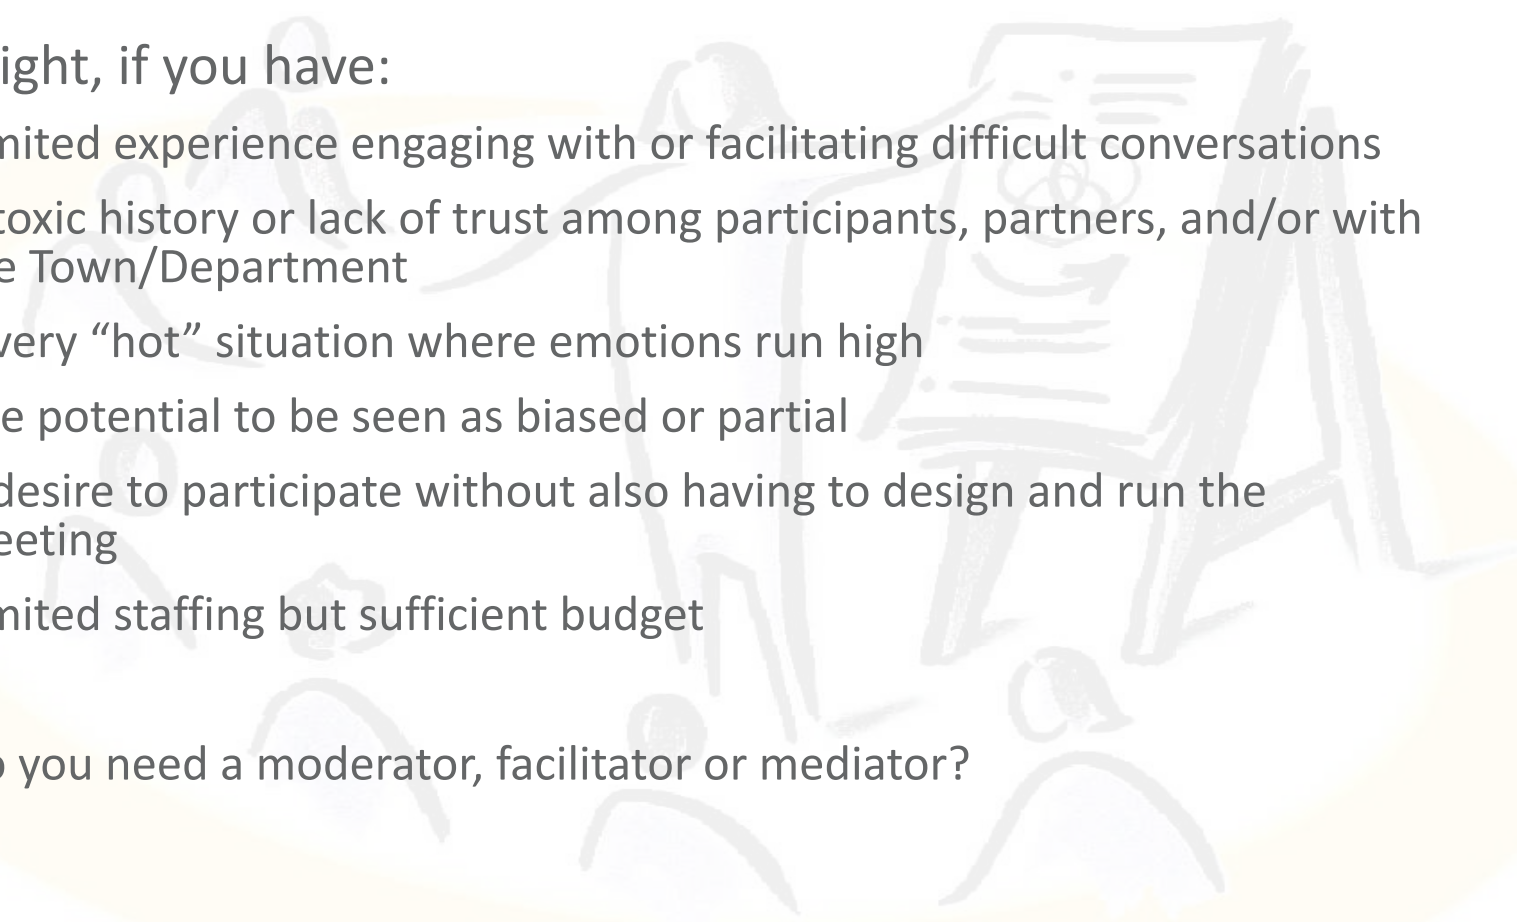 ight, if you have:
mited experience engaging with or facilitating difficult conversations
toxic history or lack of trust among participants, partners, and/or with
e Town/Department
very “hot” situation where emotions run high
e potential to be seen as biased or partial
desire to participate without also having to design and run the
eeting
mited staffing but sufficient budget
o you need a moderator, facilitator or mediator?